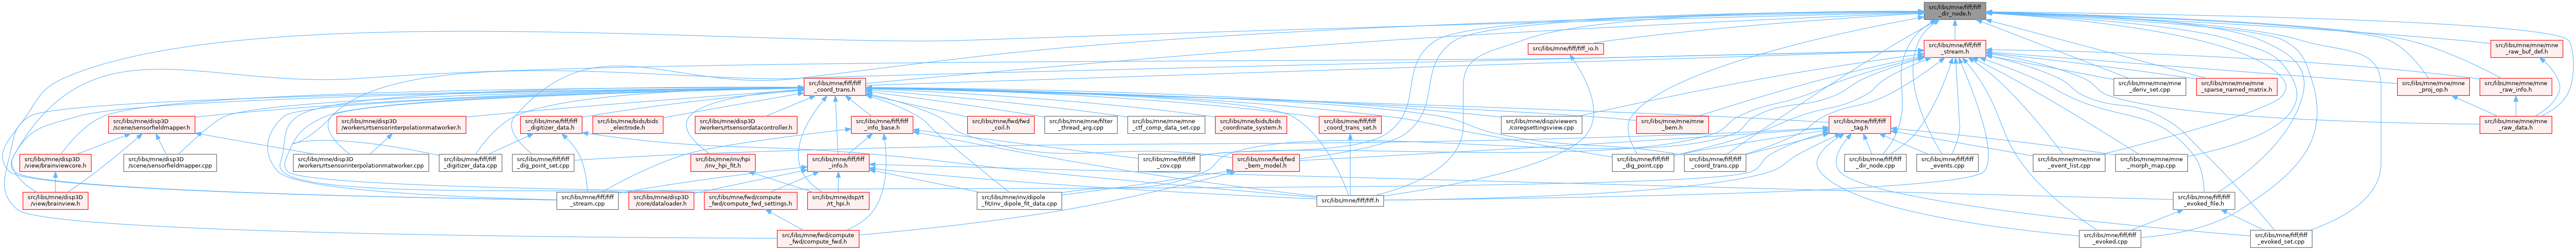 src/libs/mne/fiff/fiff
_dir_node.h
src/libs/mne/fiff/fiff_io.h
src/libs/mne/fiff/fiff
_stream.h
src/libs/mne/mne/mne
_raw_buf_def.h
src/libs/mne/fiff/fiff
_coord_trans.h
src/libs/mne/mne/mne
_deriv_set.cpp
src/libs/mne/mne/mne
_sparse_named_matrix.h
src/libs/mne/mne/mne
_proj_op.h
src/libs/mne/mne/mne
_raw_info.h
src/libs/mne/disp3D
/scene/sensorfieldmapper.h
src/libs/mne/disp3D
/workers/rtsensorinterpolationmatworker.h
src/libs/mne/fiff/fiff
_digitizer_data.h
src/libs/mne/bids/bids
_electrode.h
src/libs/mne/disp3D
/workers/rtsensordatacontroller.h
src/libs/mne/fiff/fiff
_info_base.h
src/libs/mne/fwd/fwd
_coil.h
src/libs/mne/filter
_thread_arg.cpp
src/libs/mne/mne/mne
_ctf_comp_data_set.cpp
src/libs/mne/bids/bids
_coordinate_system.h
src/libs/mne/fiff/fiff
_coord_trans_set.h
src/libs/mne/disp/viewers
/coregsettingsview.cpp
src/libs/mne/mne/mne
_bem.h
src/libs/mne/fiff/fiff
_tag.h
src/libs/mne/mne/mne
_raw_data.h
src/libs/mne/disp3D
/view/brainviewcore.h
src/libs/mne/disp3D
/scene/sensorfieldmapper.cpp
src/libs/mne/disp3D
/workers/rtsensorinterpolationmatworker.cpp
src/libs/mne/fiff/fiff
_digitizer_data.cpp
src/libs/mne/fiff/fiff
_dig_point_set.cpp
src/libs/mne/inv/hpi
/inv_hpi_fit.h
src/libs/mne/fiff/fiff
_info.h
src/libs/mne/fiff/fiff
_cov.cpp
src/libs/mne/fwd/fwd
_bem_model.h
src/libs/mne/fiff/fiff
_dig_point.cpp
src/libs/mne/fiff/fiff
_coord_trans.cpp
src/libs/mne/fiff/fiff
_dir_node.cpp
src/libs/mne/fiff/fiff
_events.cpp
src/libs/mne/mne/mne
_event_list.cpp
src/libs/mne/mne/mne
_morph_map.cpp
src/libs/mne/disp3D
/view/brainview.h
src/libs/mne/fiff/fiff
_stream.cpp
src/libs/mne/disp3D
/core/dataloader.h
src/libs/mne/fwd/compute
_fwd/compute_fwd_settings.h
src/libs/mne/dsp/rt
/rt_hpi.h
src/libs/mne/inv/dipole
_fit/inv_dipole_fit_data.cpp
src/libs/mne/fiff/fiff.h
src/libs/mne/fiff/fiff
_evoked_file.h
src/libs/mne/fwd/compute
_fwd/compute_fwd.h
src/libs/mne/fiff/fiff
_evoked.cpp
src/libs/mne/fiff/fiff
_evoked_set.cpp